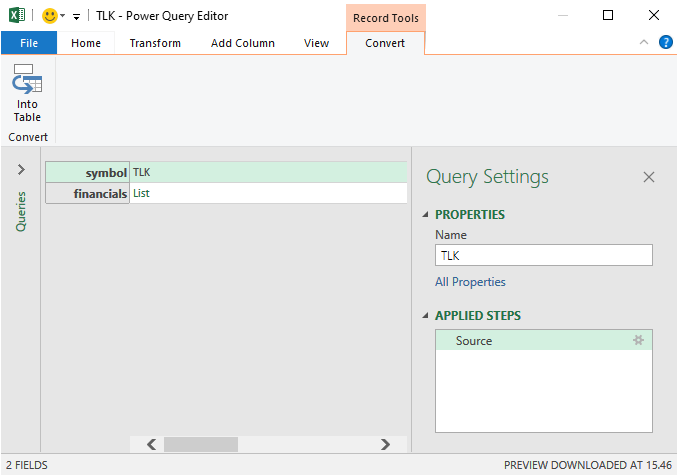 TLK - Power Query Editor
Record Tools
File Home Transform Add Column View Convert
Into
Table
Convert
Queries
symbol TLK
financials List
Query Settings
PROPERTIES
Name
TLK
All Properties
APPLIED STEPS
Source
2 FIELDS PREVIEW DOWNLOADED AT 15.46